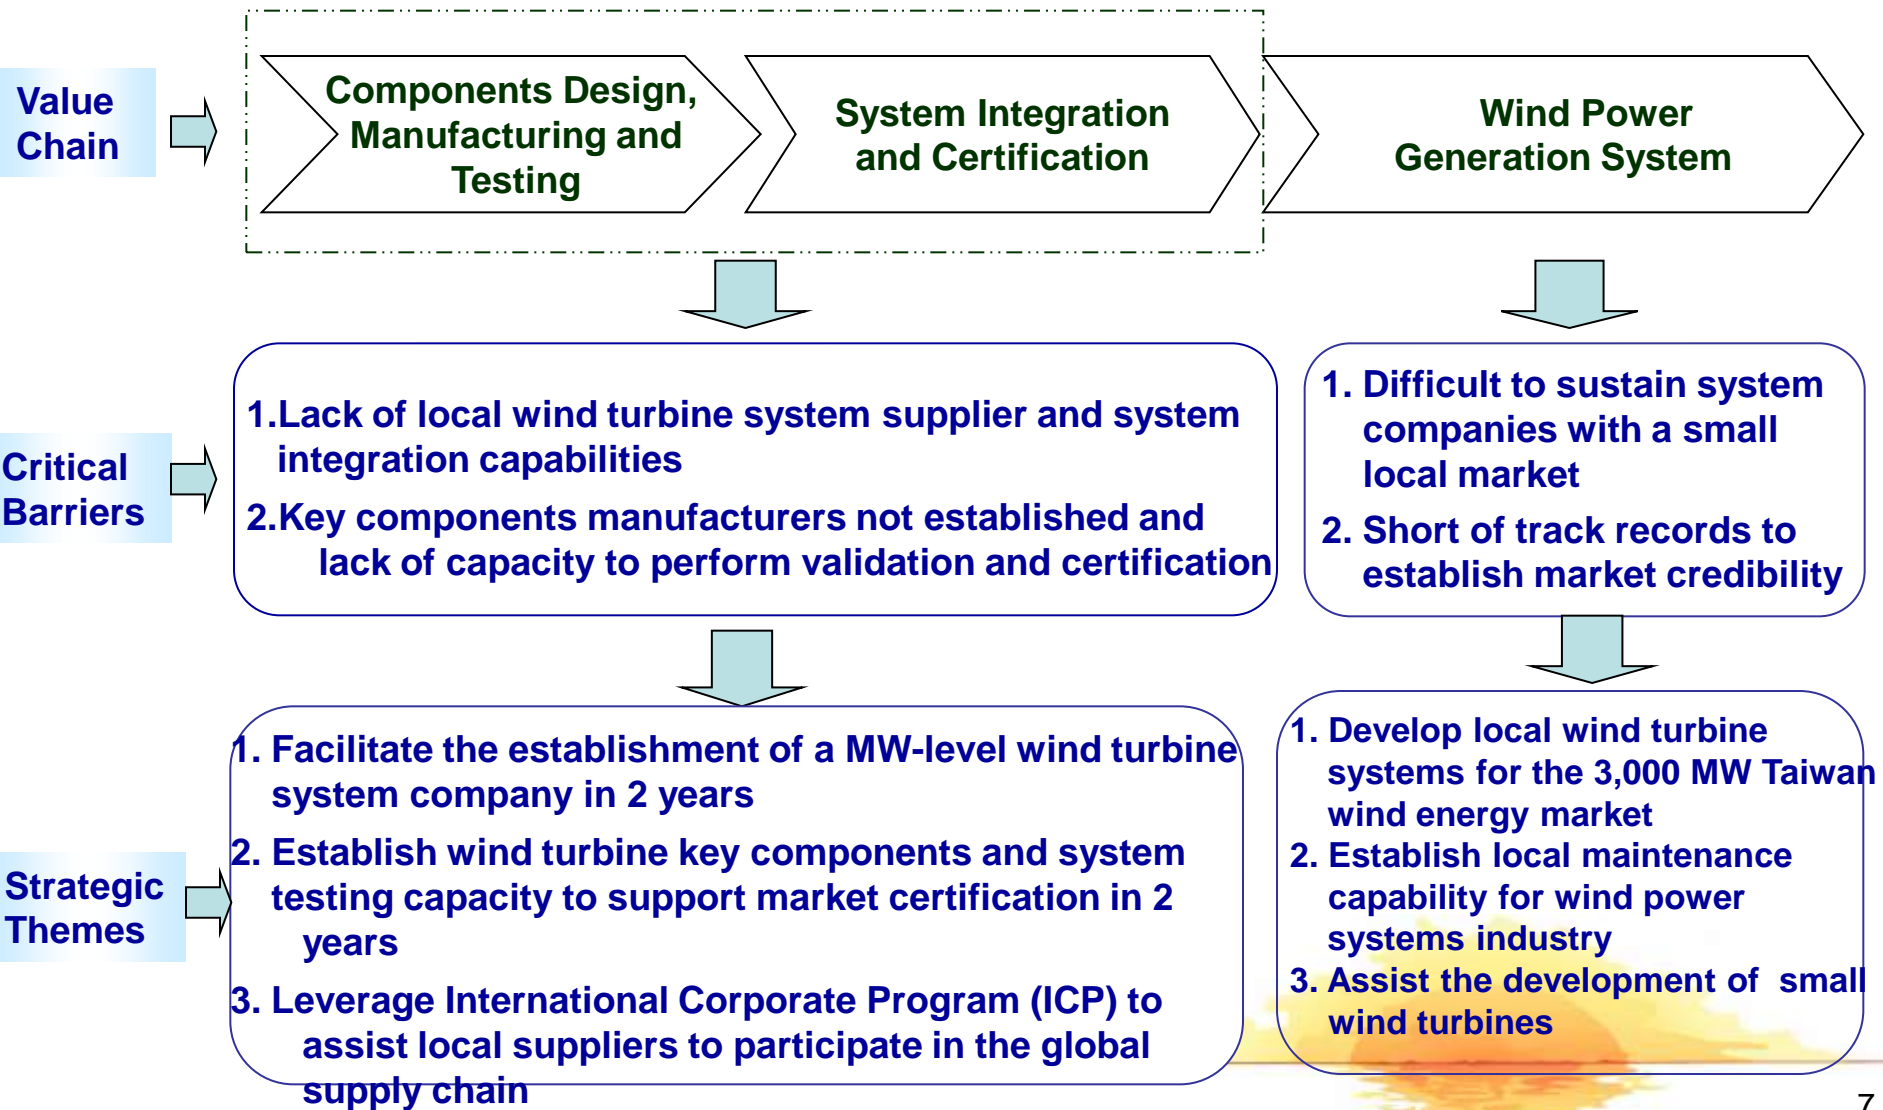 Value
Chain
Components Design,
Manufacturing and
Testing
System Integration
and Certification
Wind Power
Generation System
Critical
Barriers
1.Lack of local wind turbine system supplier and system
integration capabilities
2.Key components manufacturers not established and
lack of capacity to perform validation and certification
1. Difficult to sustain system
companies with a small
local market
2. Short of track records to
establish market credibility
Strategic
Themes
1. Facilitate the establishment of a MW-level wind turbine
system company in 2 years
2. Establish wind turbine key components and system
testing capacity to support market certification in 2
years
3. Leverage International Corporate Program (ICP) to
assist local suppliers to participate in the global
supply chain
1. Develop local wind turbine
systems for the 3,000 MW Taiwan
wind energy market
2. Establish local maintenance
capability for wind power
systems industry
3. Assist the development of  small
wind turbines
7